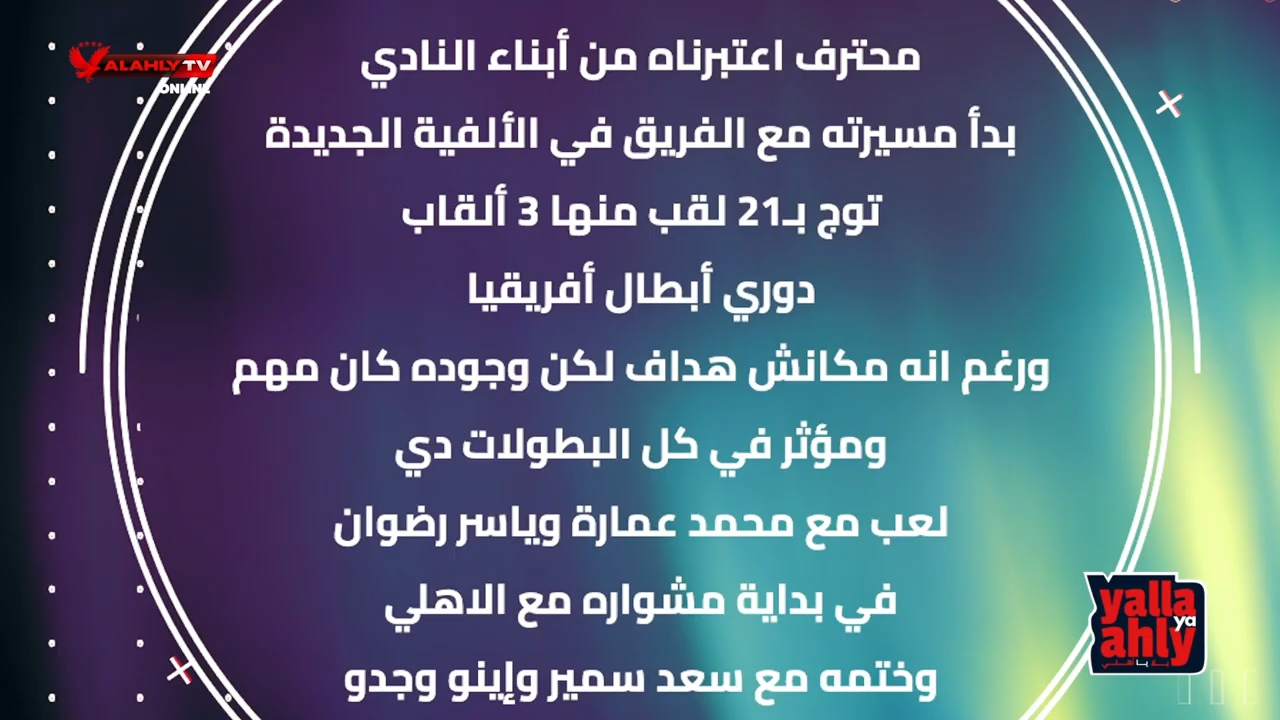 ALAHLY TV
ONLINE
محترف اعتبرناه من أبناء النادي
بدأ مسيرته مع الفريق في الألفية الجديدة
توج بـ21 لقب منها 3 ألقاب
دوري أبطال أفريقيا
ورغم انه مكانش هداف لكن وجوده كان مهم
ومؤثر في كل البطولات دي
لعب مع محمد عمارة وياسر رضوان
في بداية مشواره مع الاهلي
وختمه مع سعد سمير وإينو وجدو
yalla
ya
ahly